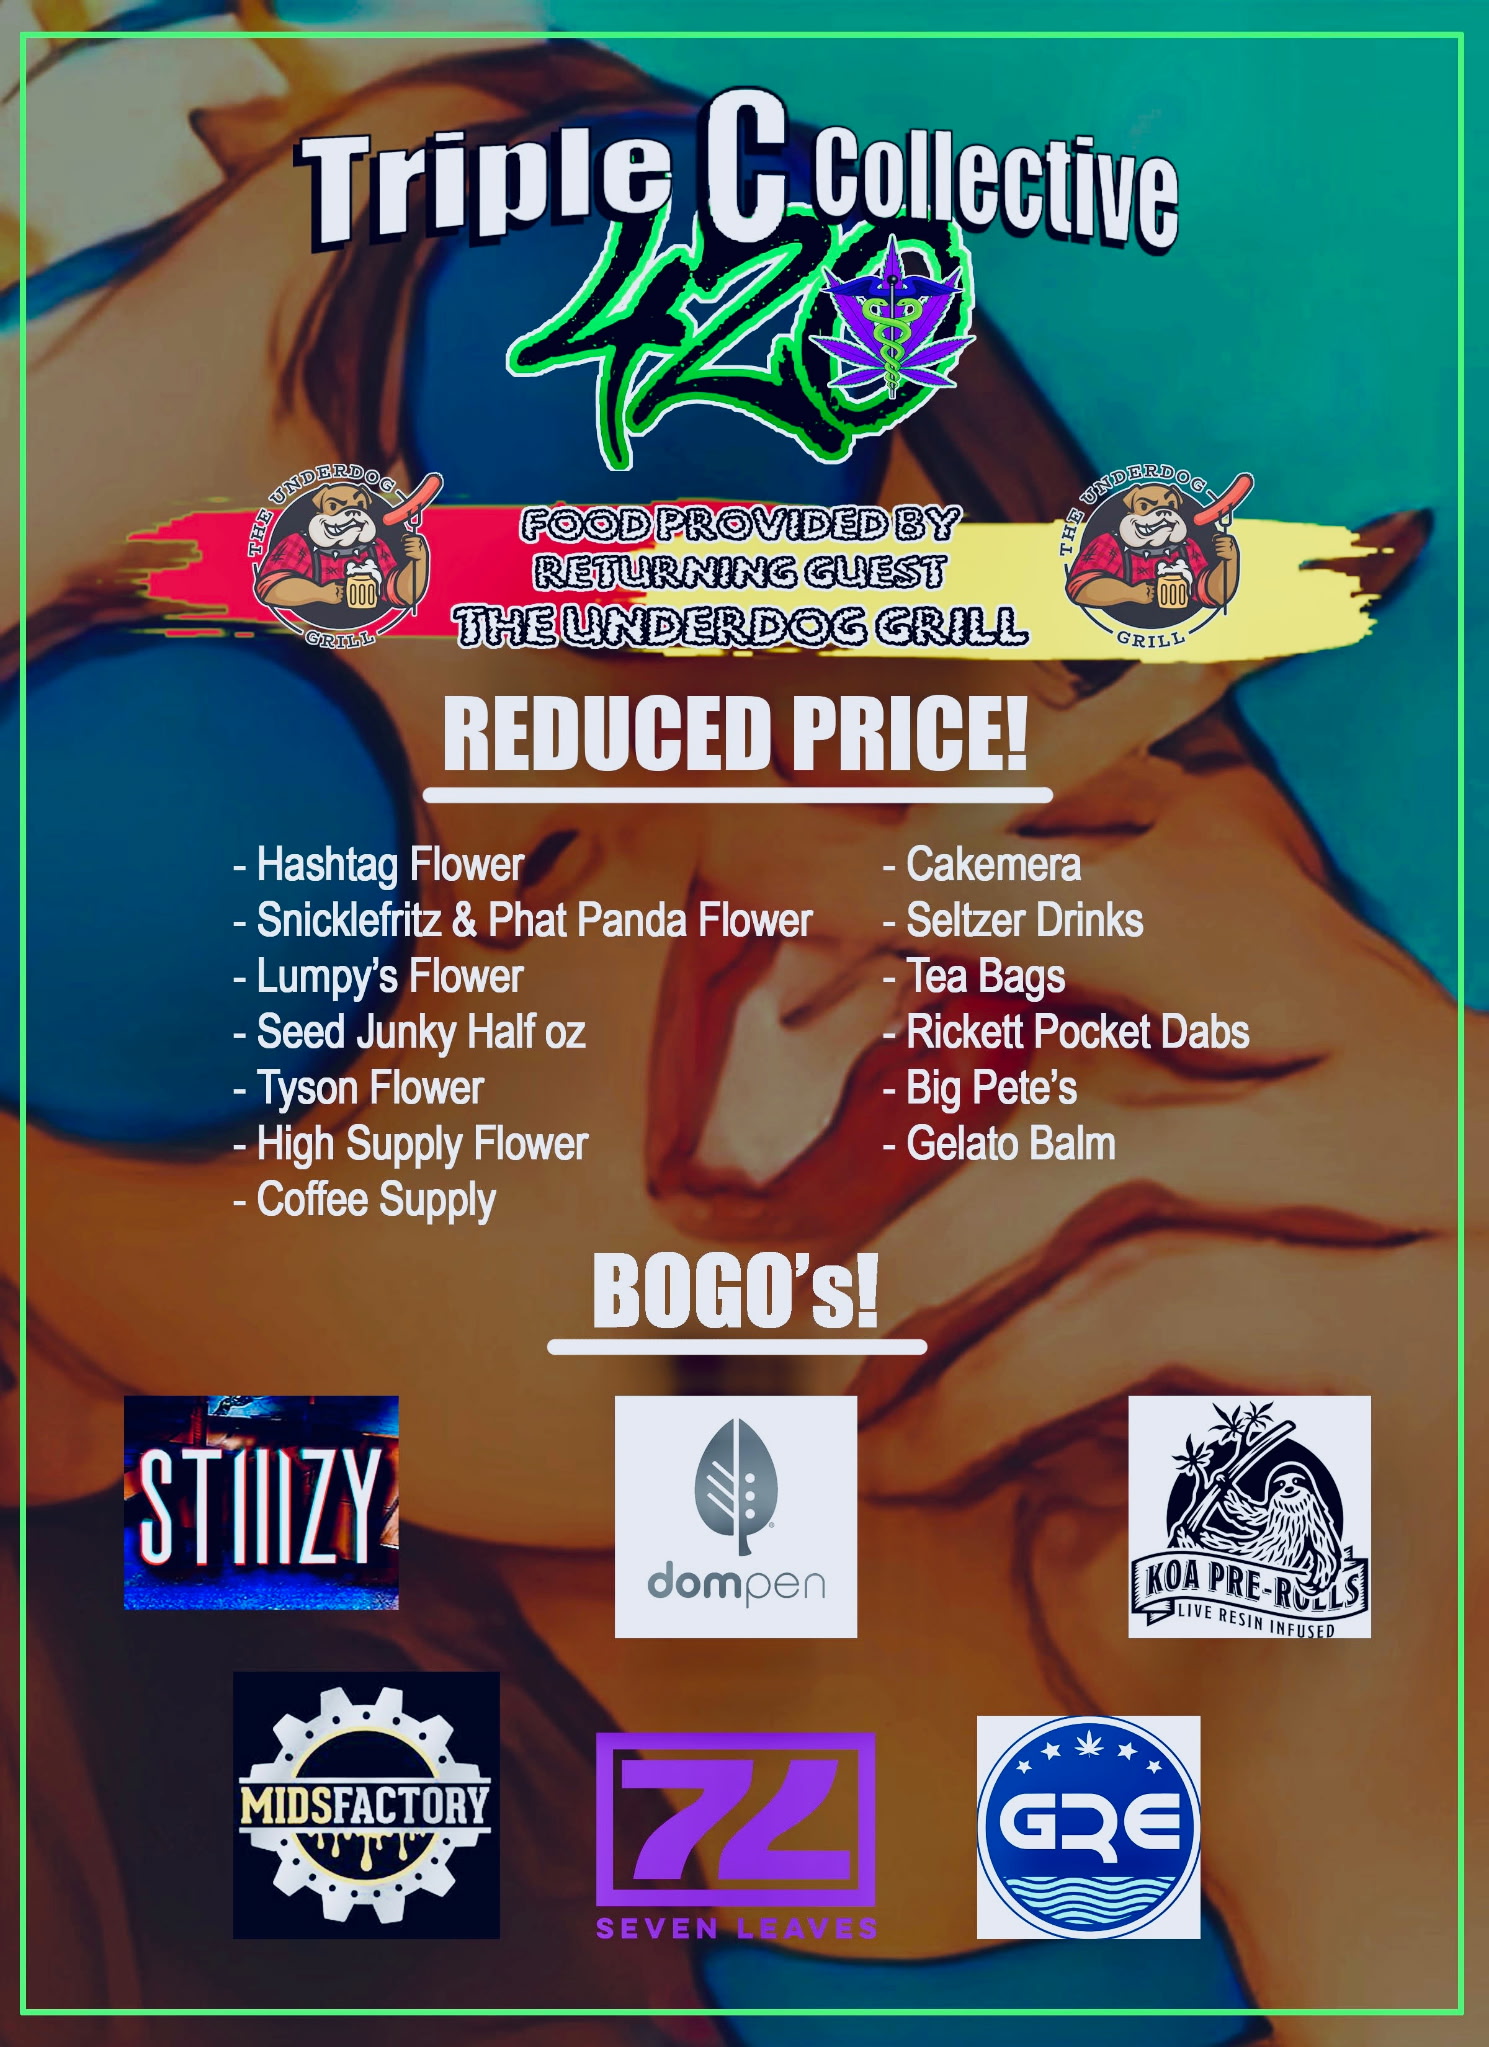 Triple C Collective
420
THE UNDERDOG GRILL
FOOD PROVIDED BY
RETURNING GUEST
THE UNDERDOG GRILL
THE UNDERDOG GRILL
REDUCED PRICE!
- Hashtag Flower
- Snicklefritz & Phat Panda Flower
- Lumpy’s Flower
- Seed Junky Half oz
- Tyson Flower
- High Supply Flower
- Coffee Supply
- Cakemera
- Seltzer Drinks
- Tea Bags
- Rickett Pocket Dabs
- Big Pete’s
- Gelato Balm
BOGO’s!
STIIIZY
dompen
KOA PRE-ROLLS
LIVE RESIN INFUSED
MIDSFACTORY
7L
SEVEN LEAVES
GRE